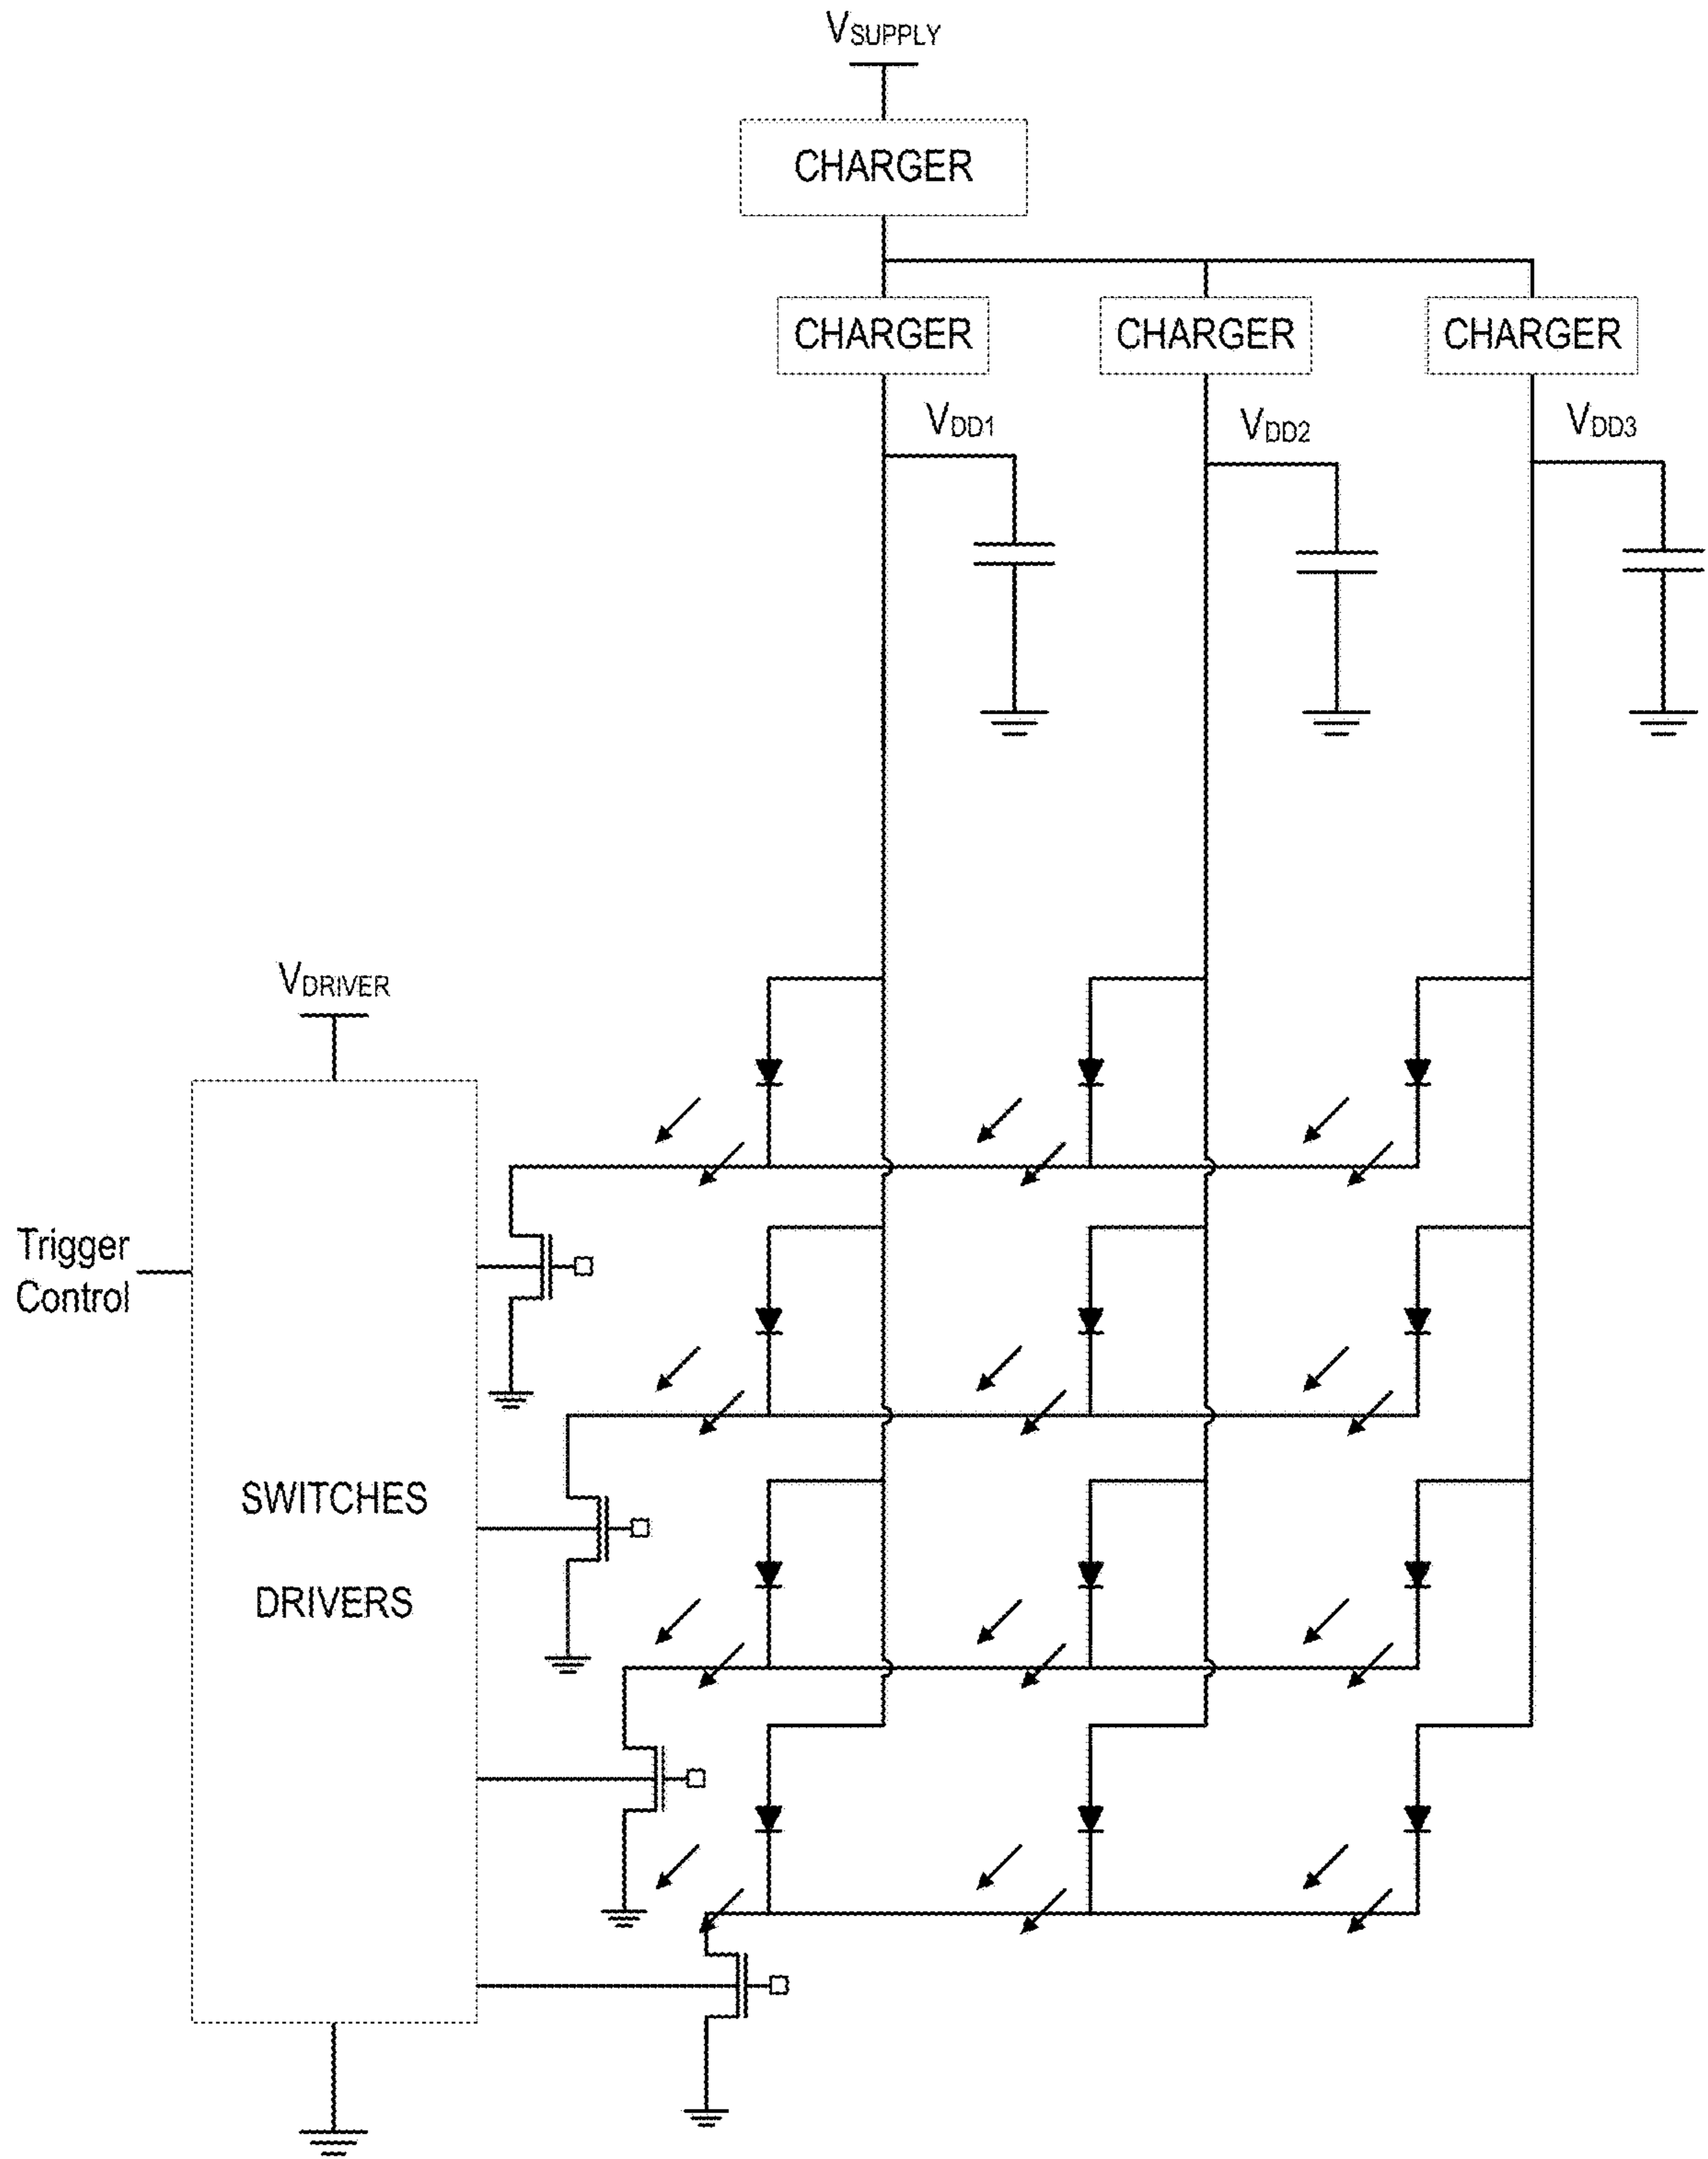 VSUPPLY
CHARGER
CHARGER CHARGER CHARGER
VDD1 VDD2 VDD3
VDRIVER
Trigger
Control
SWITCHES
DRIVERS